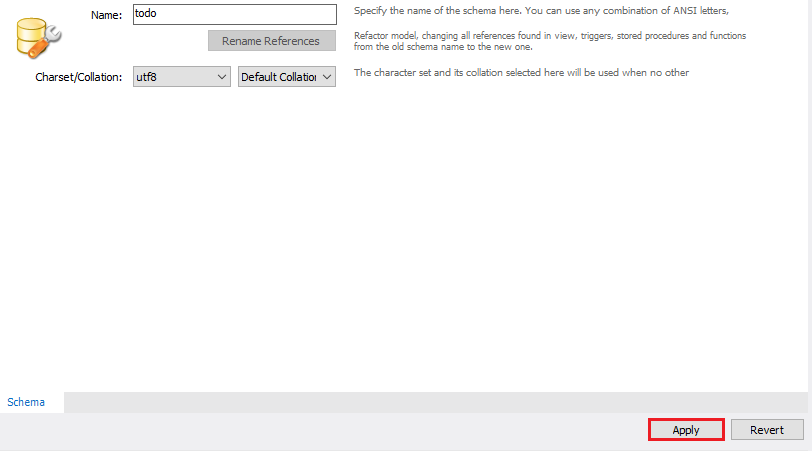 Name:
todo
Specify the name of the schema here. You can use any combination of ANSI letters,
Rename References
Refactor model, changing all references found in view, triggers, stored procedures and functions
from the old schema name to the new one.
Charset/Collation:
utf8
Default Collation
The character set and its collation selected here will be used when no other
Schema
Apply
Revert